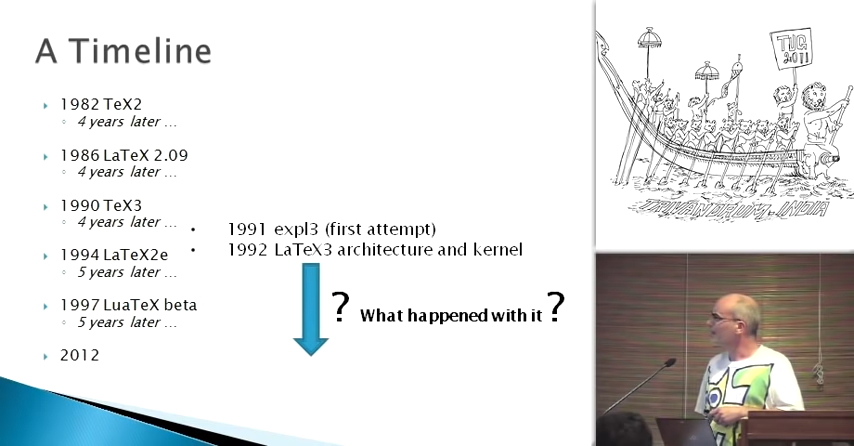 A Timeline
1982 TeX2
4 years later ...
1986 LaTeX 2.09
4 years later ...
1990 TeX3
4 years later ...
1991 expl3 (first attempt)
1992 LaTeX3 architecture and kernel
1994 LaTeX2e
5 years later ...
1997 LuaTeX beta
5 years later ...
2012
? What happened with it ?
TUG
2011
TRIVANDRUM, INDIA